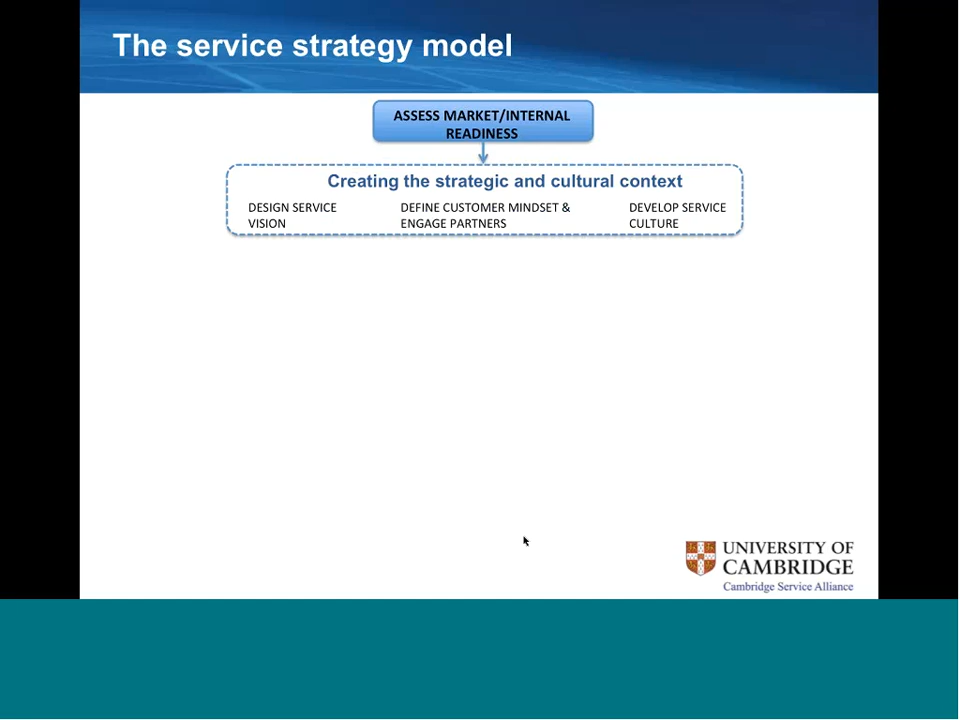 The service strategy model
ASSESS MARKET/INTERNAL
READINESS
Creating the strategic and cultural context
DESIGN SERVICE
VISION
DEFINE CUSTOMER MINDSET &
ENGAGE PARTNERS
DEVELOP SERVICE
CULTURE
UNIVERSITY OF
CAMBRIDGE
Cambridge Service Alliance